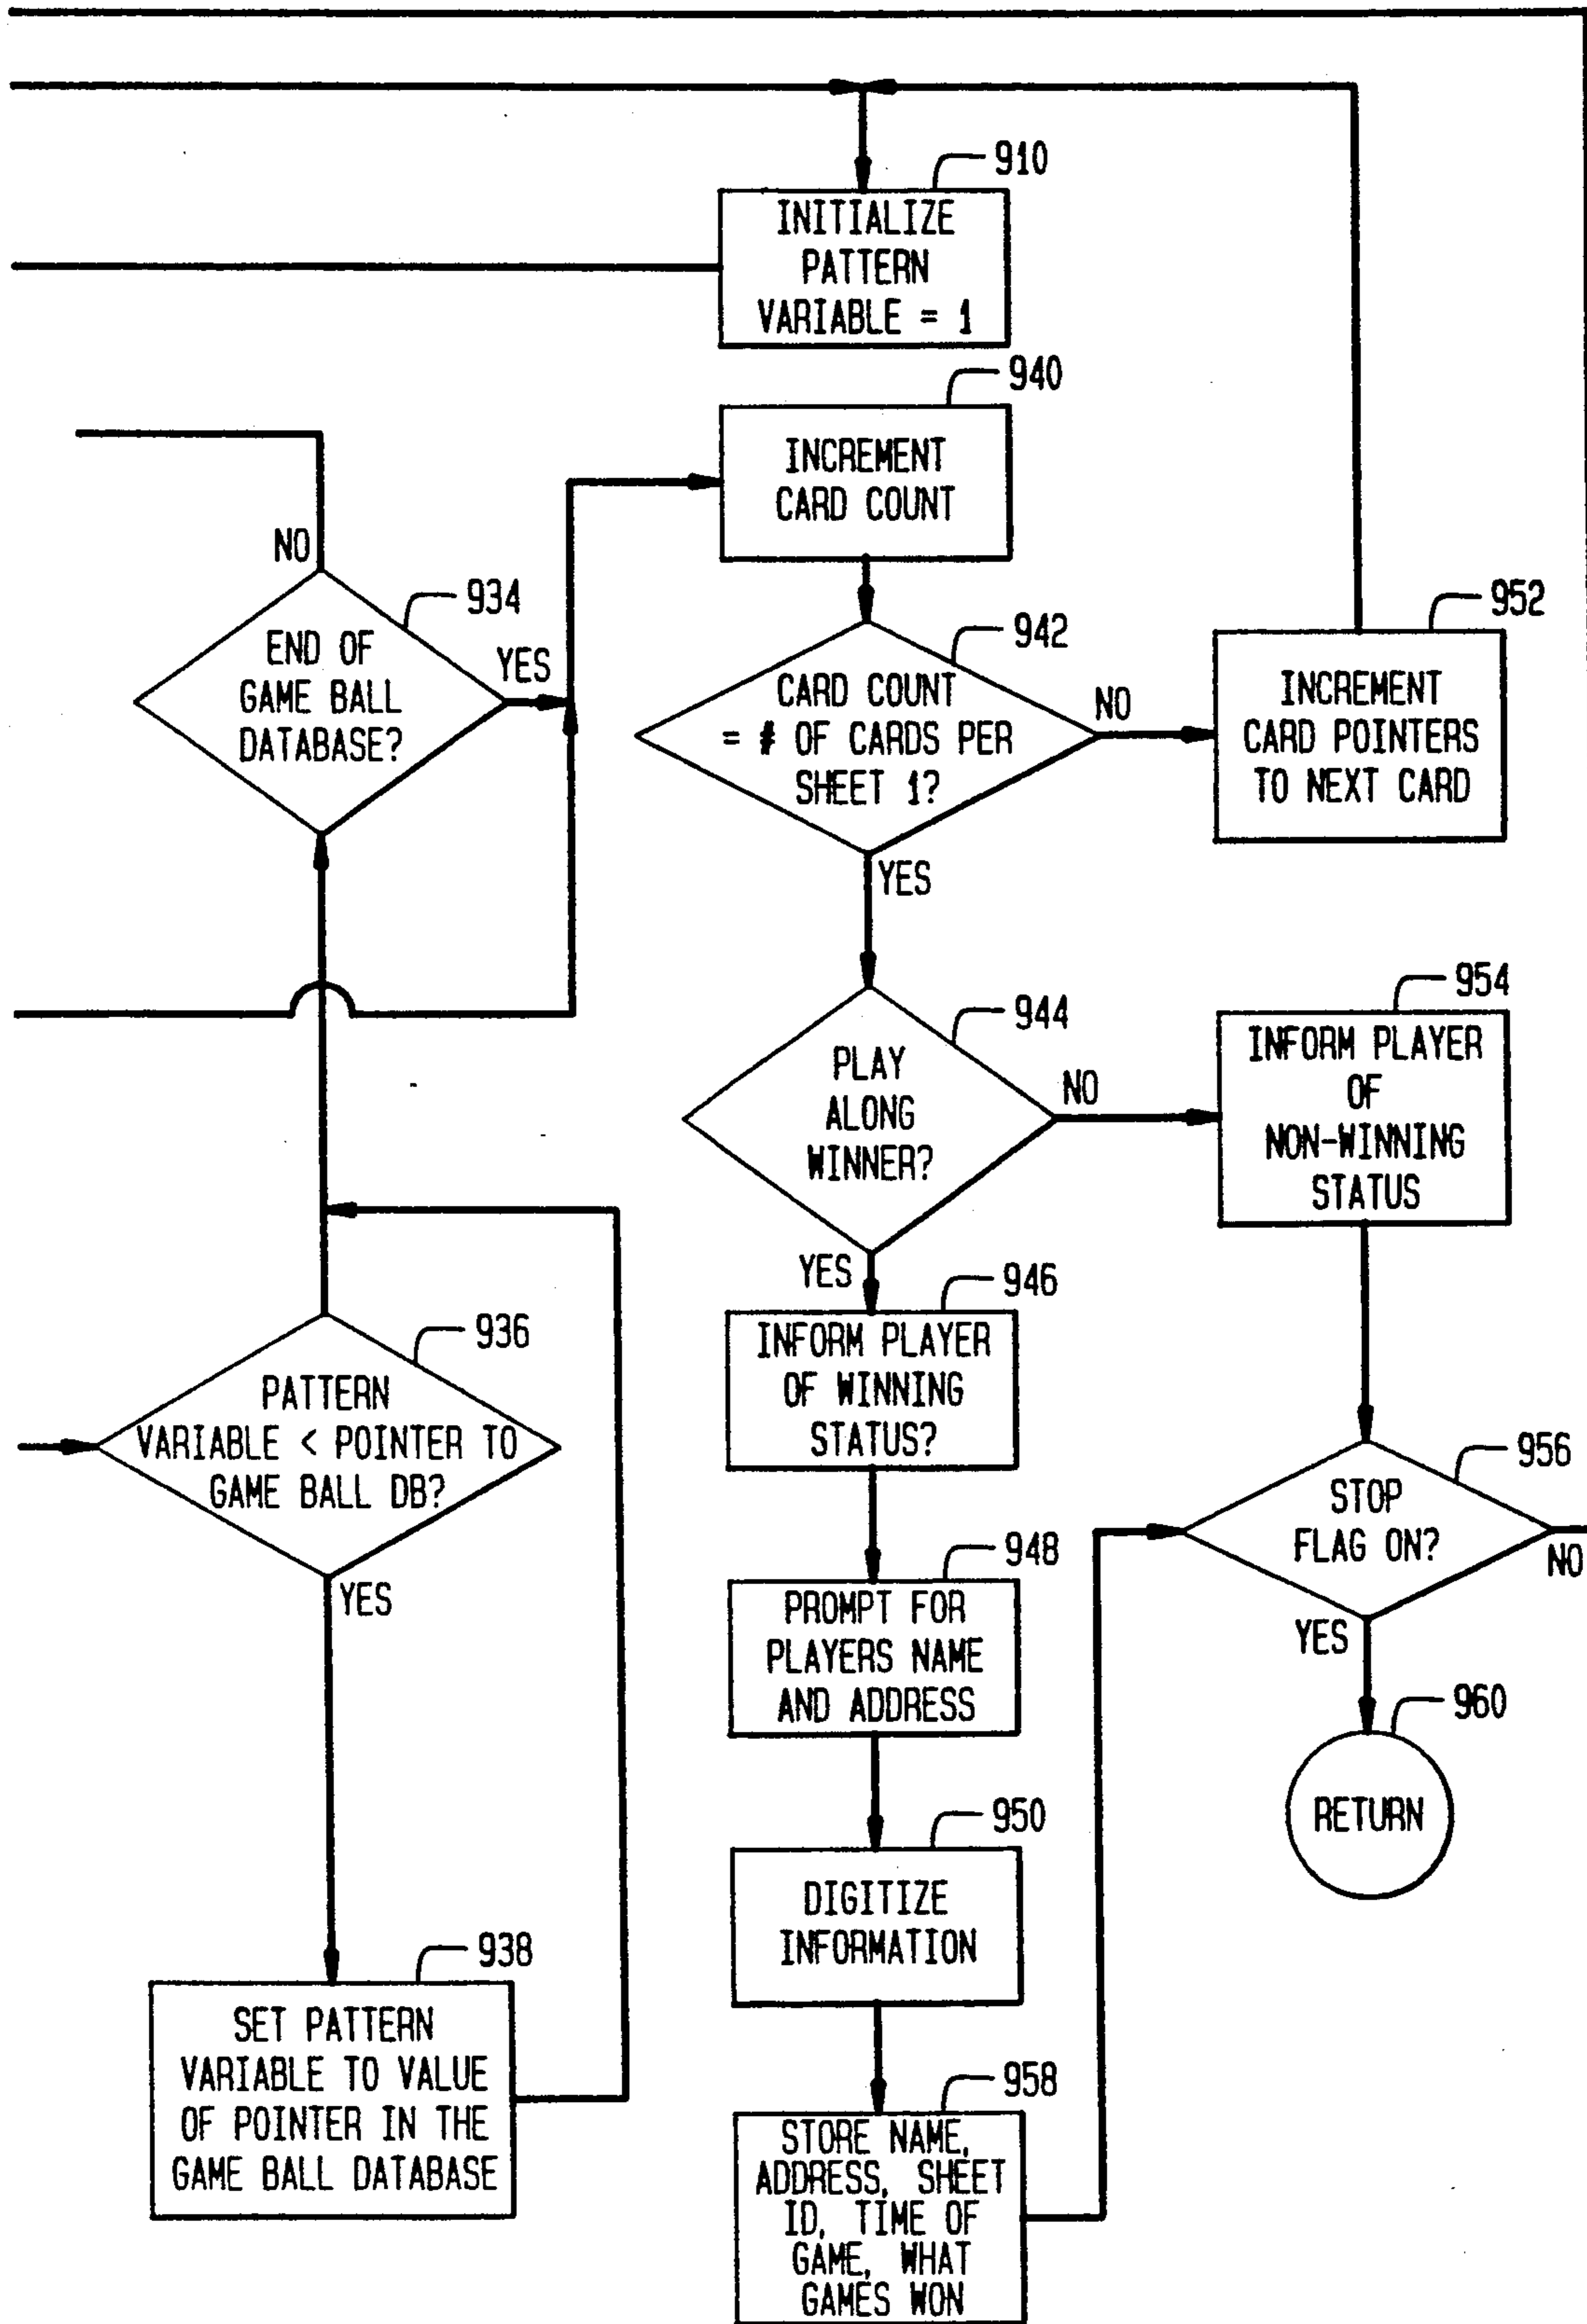 910
INITIALIZE
PATTERN
VARIABLE = 1
940
INCREMENT
CARD COUNT
NO
934
END OF
GAME BALL
DATABASE?
YES
942
CARD COUNT
= # OF CARDS PER
SHEET 1?
NO
YES
952
INCREMENT
CARD POINTERS
TO NEXT CARD
944
PLAY
ALONG
WINNER?
NO
YES
954
INFORM PLAYER
OF
NON-WINNING
STATUS
946
INFORM PLAYER
OF WINNING
STATUS?
936
PATTERN
VARIABLE < POINTER TO
GAME BALL DB?
YES
956
STOP
FLAG ON?
NO
YES
948
PROMPT FOR
PLAYERS NAME
AND ADDRESS
960
RETURN
950
DIGITIZE
INFORMATION
938
SET PATTERN
VARIABLE TO VALUE
OF POINTER IN THE
GAME BALL DATABASE
958
STORE NAME,
ADDRESS, SHEET
ID, TIME OF
GAME, WHAT
GAMES WON